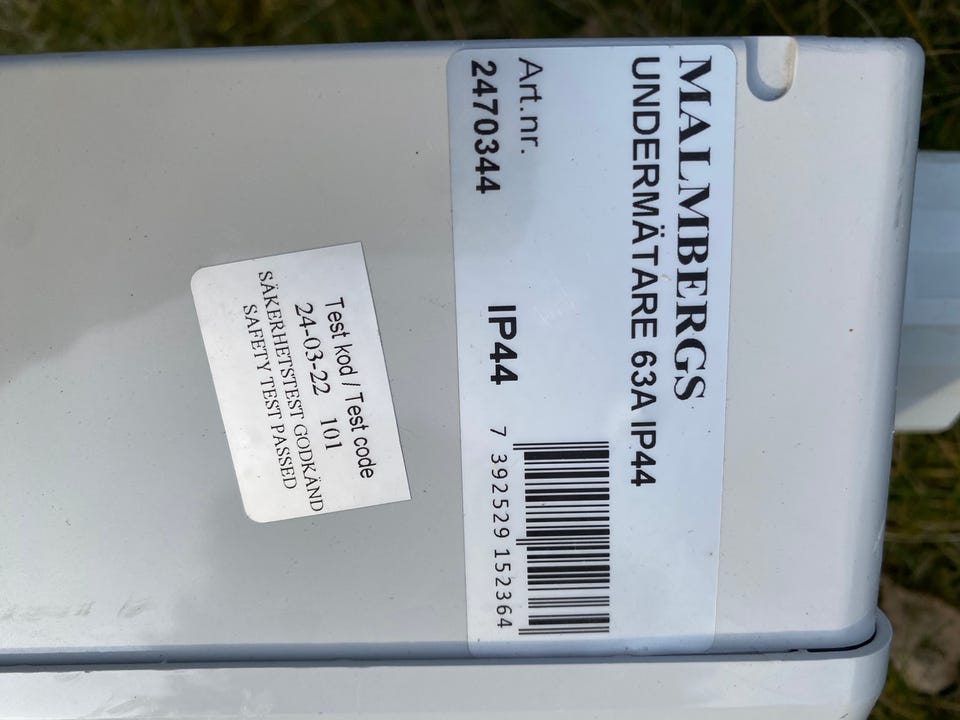 MALMBERGS
UNDERMÄTARE 63A IP44
Art.nr.
2470344
IP44
7 392529 152364
Test kod / Test code
24-03-22 101
SÄKERHETSTEST GODKÄND
SAFETY TEST PASSED